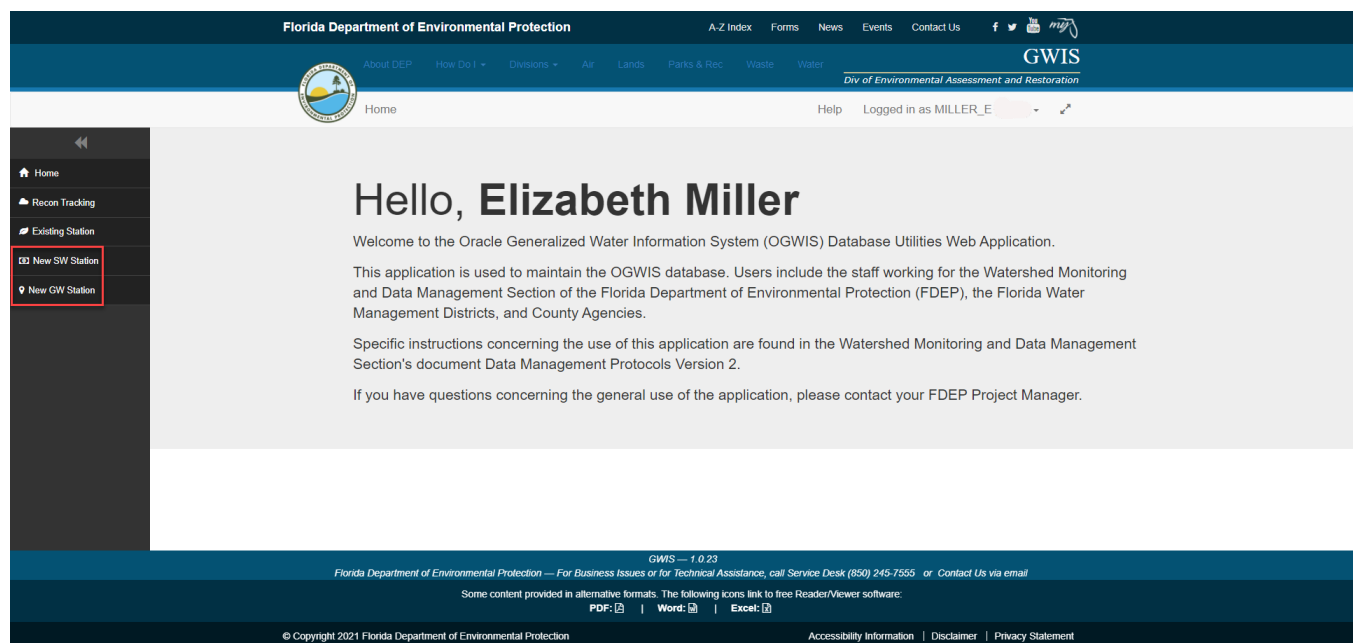 Florida Department of Environmental Protection
A-Z Index Forms News Events Contact Us
About DEP How Do I Divisions Air Lands Parks & Rec Waste Water
GWIS
Div of Environmental Assessment and Restoration
Home
Help Logged in as MILLER_E
Home
Recon Tracking
Existing Station
New SW Station
New GW Station
Hello, Elizabeth Miller
Welcome to the Oracle Generalized Water Information System (OGWIS) Database Utilities Web Application.
This application is used to maintain the OGWIS database. Users include the staff working for the Watershed Monitoring
and Data Management Section of the Florida Department of Environmental Protection (FDEP), the Florida Water
Management Districts, and County Agencies.
Specific instructions concerning the use of this application are found in the Watershed Monitoring and Data Management
Section's document Data Management Protocols Version 2.
If you have questions concerning the general use of the application, please contact your FDEP Project Manager.
GWIS — 1.0.23
Florida Department of Environmental Protection — For Business Issues or for Technical Assistance, call Service Desk (850) 245-7555 or Contact Us via email
Some content provided in alternative formats. The following icons link to free Reader/Viewer software:
PDF: | Word: | Excel:
© Copyright 2021 Florida Department of Environmental Protection
Accessibility Information | Disclaimer | Privacy Statement